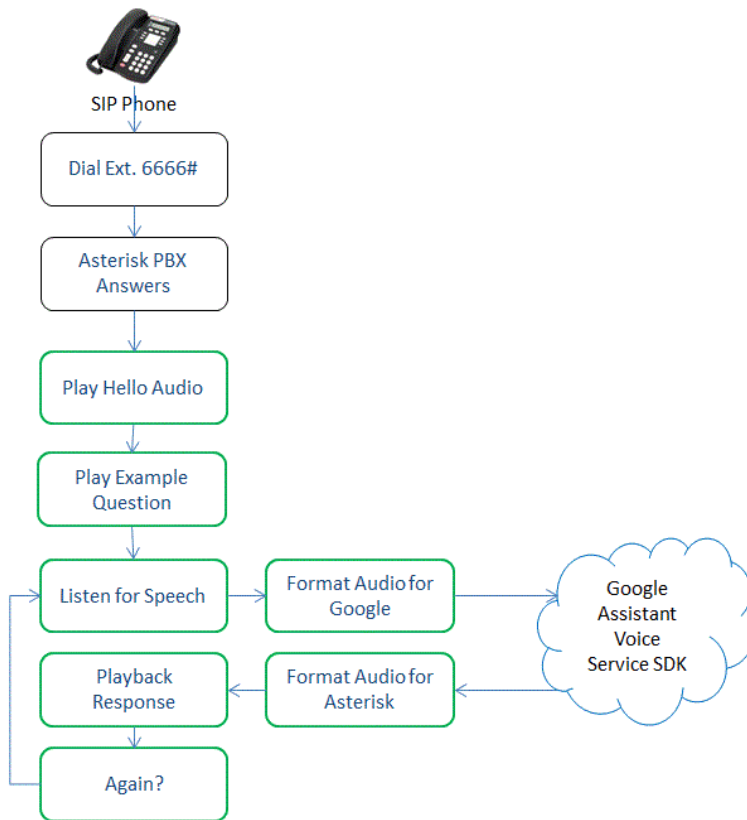 SIP Phone
Dial Ext. 6666#
Asterisk PBX
Answers
Play Hello Audio
Play Example
Question
Listen for Speech
Format Audio for
Google
Google
Assistant
Voice
Service SDK
Playback
Response
Format Audio for
Asterisk
Again?